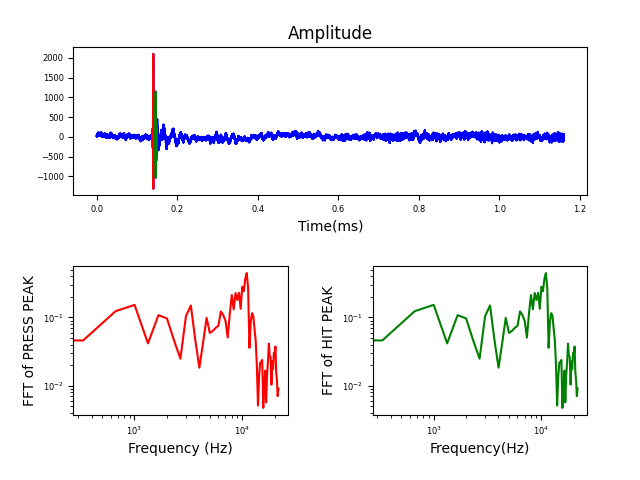 Amplitude
2000
1500
1000
500
0
−500
−1000
0.0 0.2 0.4 0.6 0.8 1.0 1.2
Time(ms)
FFT of PRESS PEAK
10⁻¹
10⁻²
10³ 10⁴
Frequency (Hz)
FFT of HIT PEAK
10⁻¹
10⁻²
10³ 10⁴
Frequency(Hz)